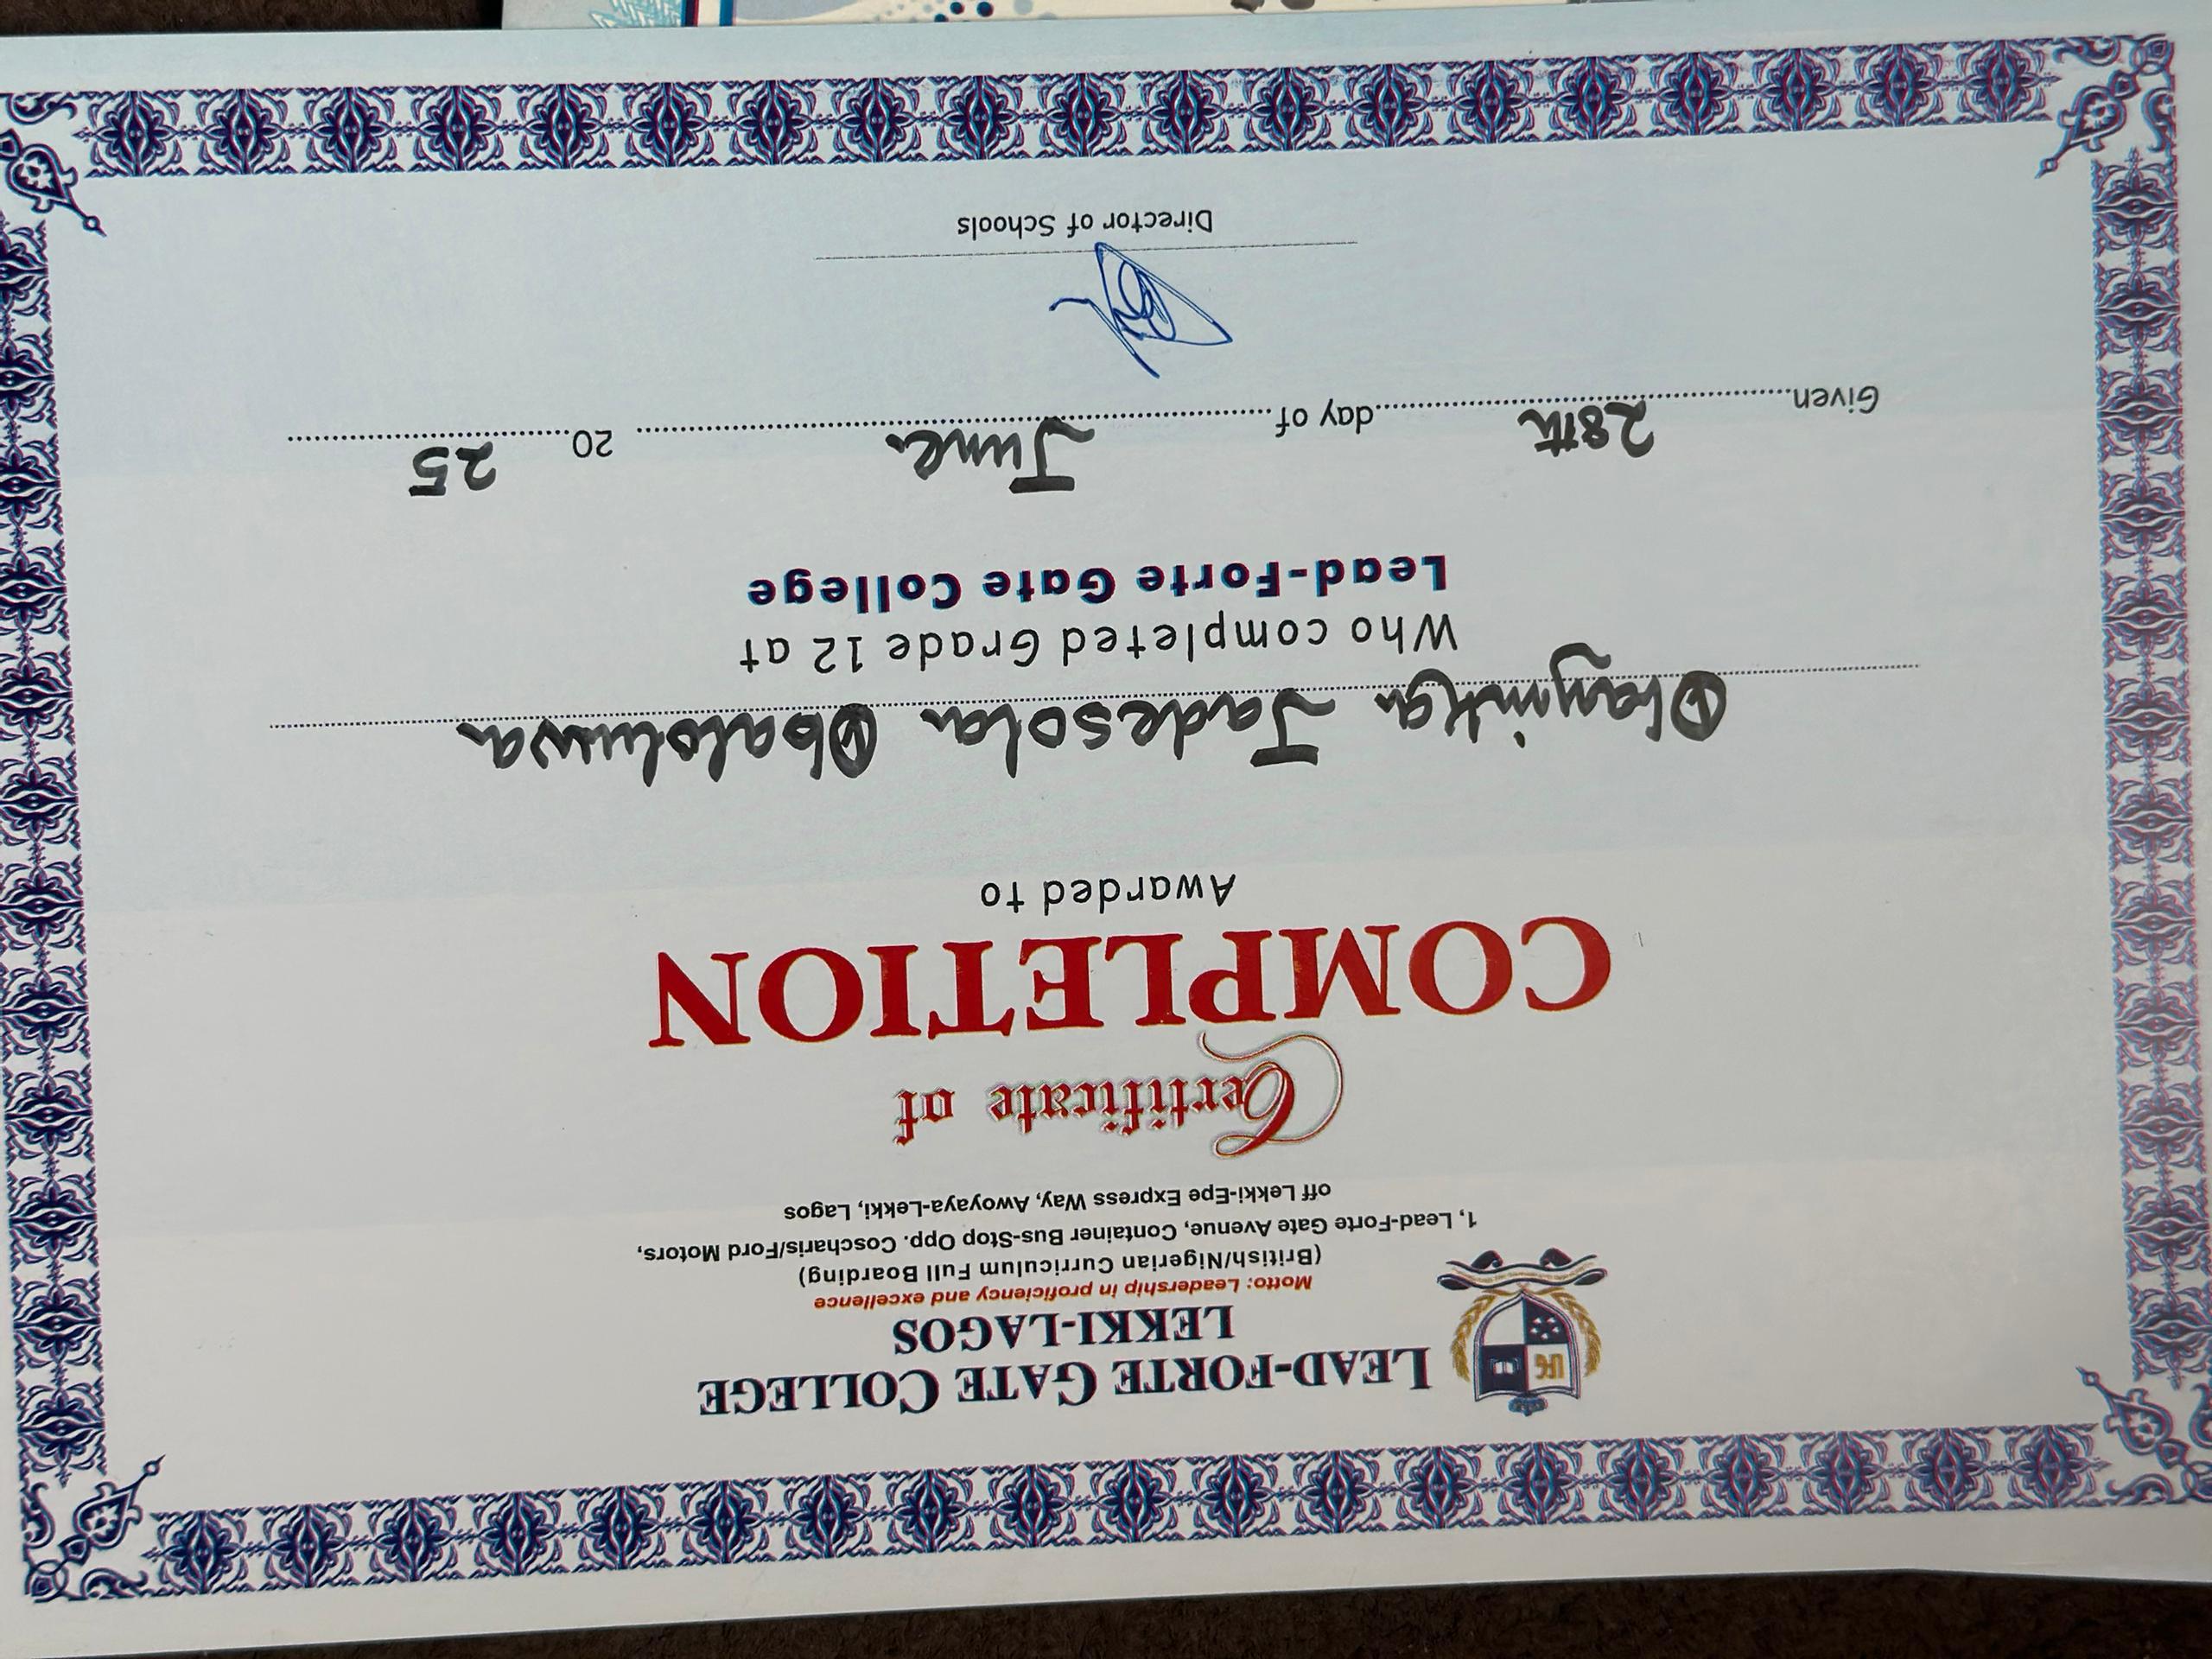 LEAD-FORTE GATE COLLEGE
LEKKI-LAGOS
Motto: Leadership in proficiency and excellence
(British/Nigerian Curriculum Full Boarding)
1, Lead-Forte Gate Avenue, Container Bus-Stop Opp. Coscharis/Ford Motors,
off Lekki-Epe Express Way, Awoyaya-Lekki, Lagos
Certificate of
COMPLETION
Awarded to
Olayinka Jadesola Obaloluwa
Who completed Grade 12 at
Lead-Forte Gate College
Given 28th day of June 20 25
Director of Schools